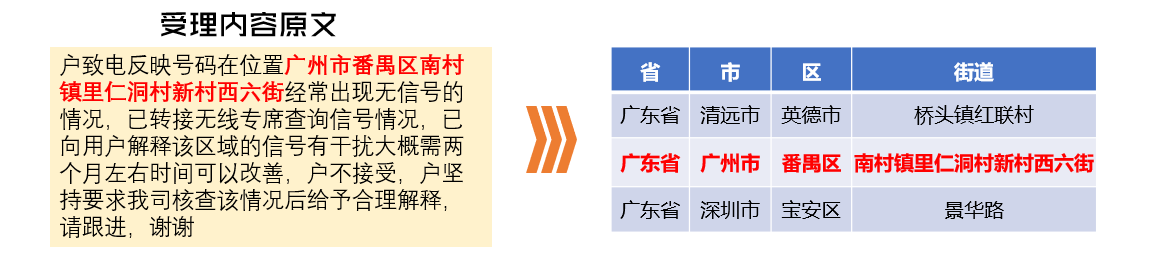 受理内容原文
户致电反映号码在位置广州市番禺区南村
镇里仁洞村新村西六街经常出现无信号的
情况，已转接无线专席查询信号情况，已
向用户解释该区域的信号有干扰大概需两
个月左右时间可以改善，户不接受，户坚
持要求我司核查该情况后给予合理解释，
请跟进，谢谢
省 市 区 街道
广东省 清远市 英德市 桥头镇红联村
广东省 广州市 番禺区 南村镇里仁洞村新村西六街
广东省 深圳市 宝安区 景华路